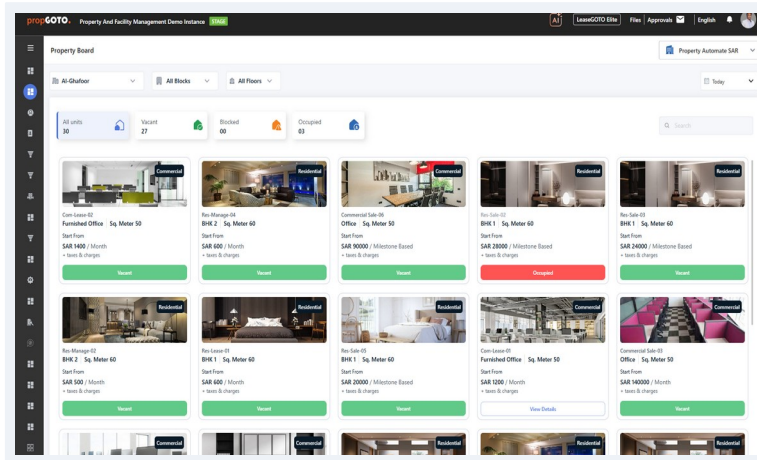 propGOTO. Property And Facility Management Demo Instance STAGE
AI LeaseGOTO Elite Files Approvals English
Property Board
Property Automate SAR
Al-Ghafoor All Blocks All Floors Today
All units Vacant Blocked Occupied
30 27 00 03
Search
Commercial Residential Commercial Residential Residential
Com-Lease-02 Res-Manage-04 Commercial Sale-06 Res-Sale-02 Res-Sale-03
Furnished Office Sq. Meter 50 BHK 2 Sq. Meter 60 Office Sq. Meter 50 BHK 1 Sq. Meter 60 BHK 1 Sq. Meter 60
Start From Start From Start From Start From Start From
SAR 1400 / Month SAR 600 / Month SAR 90000 / Milestone Based SAR 28000 / Milestone Based SAR 24000 / Milestone Based
+ taxes & charges + taxes & charges + taxes & charges + taxes & charges + taxes & charges
Vacant Vacant Vacant Occupied Vacant
Residential Residential Residential Commercial Commercial
Res-Manage-02 Res-Lease-01 Res-Sale-05 Com-Lease-01 Commercial Sale-03
BHK 2 Sq. Meter 60 BHK 1 Sq. Meter 60 BHK 1 Sq. Meter 60 Furnished Office Sq. Meter 50 Office Sq. Meter 50
Start From Start From Start From Start From Start From
SAR 500 / Month SAR 600 / Month SAR 20000 / Milestone Based SAR 1200 / Month SAR 140000 / Month
+ taxes & charges + taxes & charges + taxes & charges + taxes & charges + taxes & charges
Vacant Vacant Vacant View Details Vacant
Commercial Commercial Residential Residential Residential